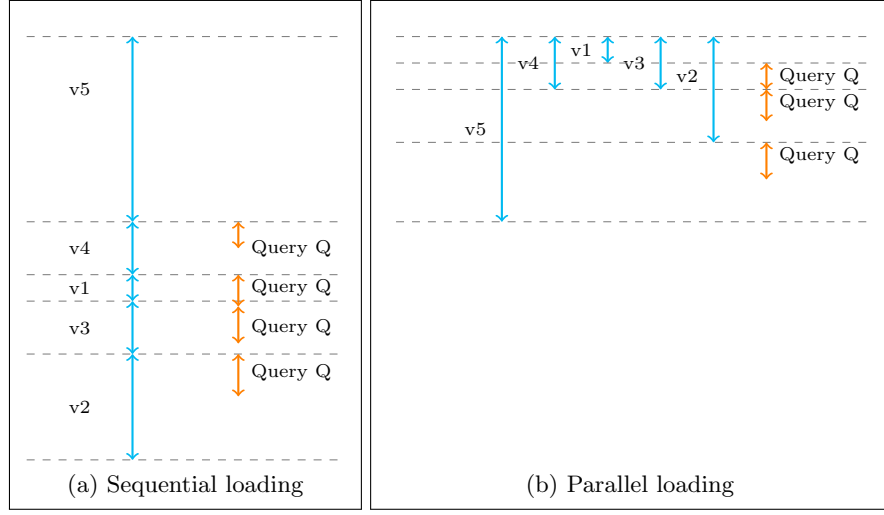 v5
v4
Query Q
v1
Query Q
v3
Query Q
v2
Query Q
(a) Sequential loading
v5
v4
v1
v3
v2
Query Q
Query Q
Query Q
(b) Parallel loading